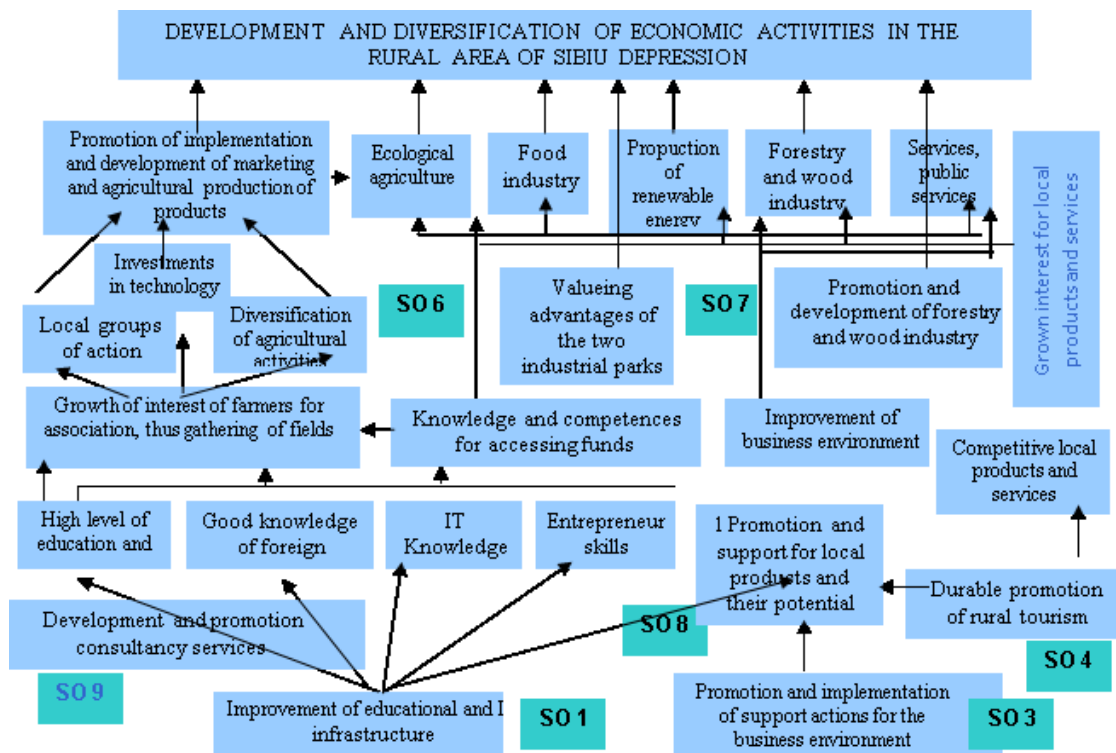 DEVELOPMENT AND DIVERSIFICATION OF ECONOMIC ACTIVITIES IN THE
RURAL AREA OF SIBIU DEPRESSION
Promotion of implementation
and development of marketing
and agricultural production of
products
Ecological
agriculture
Food
industry
Propuction
of
renewable
energy
Forestry
and wood
industry
Services,
public
services
Grown interest for local
products and services
Investments
in technology
Local groups
of action
Diversification
of agricultural
activities
SO 6
Valueing
advantages of
the two
industrial parks
SO 7
Promotion and
development of forestry
and wood industry
Growth of interest of farmers for
association, thus gathering of fields
Knowledge and competences
for accessing funds
Improvement of
business environment
Competitive local
products and
services
High level of
education and
Good knowledge
of foreign
IT
Knowledge
Entrepreneur
skills
1 Promotion and
support for local
products and
their potential
Durable promotion
of rural tourism
Development and promotion
consultancy services
SO 8
SO 4
SO 9
Improvement of educational and I
infrastructure
SO 1
Promotion and implementation
of support actions for the
business environment
SO 3